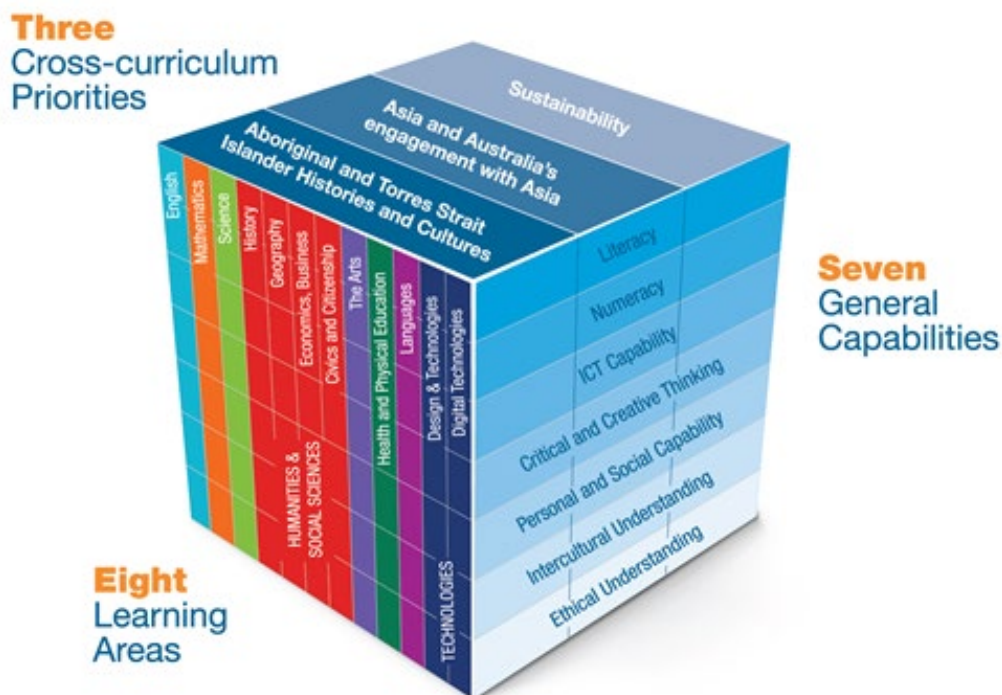 Three
Cross-curriculum
Priorities
Sustainability
Asia and Australia's
engagement with Asia
Aboriginal and Torres Strait
Islander Histories and Cultures
English
Mathematics
Science
History
Geography
Economics, Business
Civics and Citizenship
HUMANITIES &
SOCIAL SCIENCES
The Arts
Health and Physical Education
Languages
Design & Technologies
Digital Technologies
TECHNOLOGIES
Literacy
Numeracy
ICT Capability
Critical and Creative Thinking
Personal and Social Capability
Intercultural Understanding
Ethical Understanding
Seven
General
Capabilities
Eight
Learning
Areas